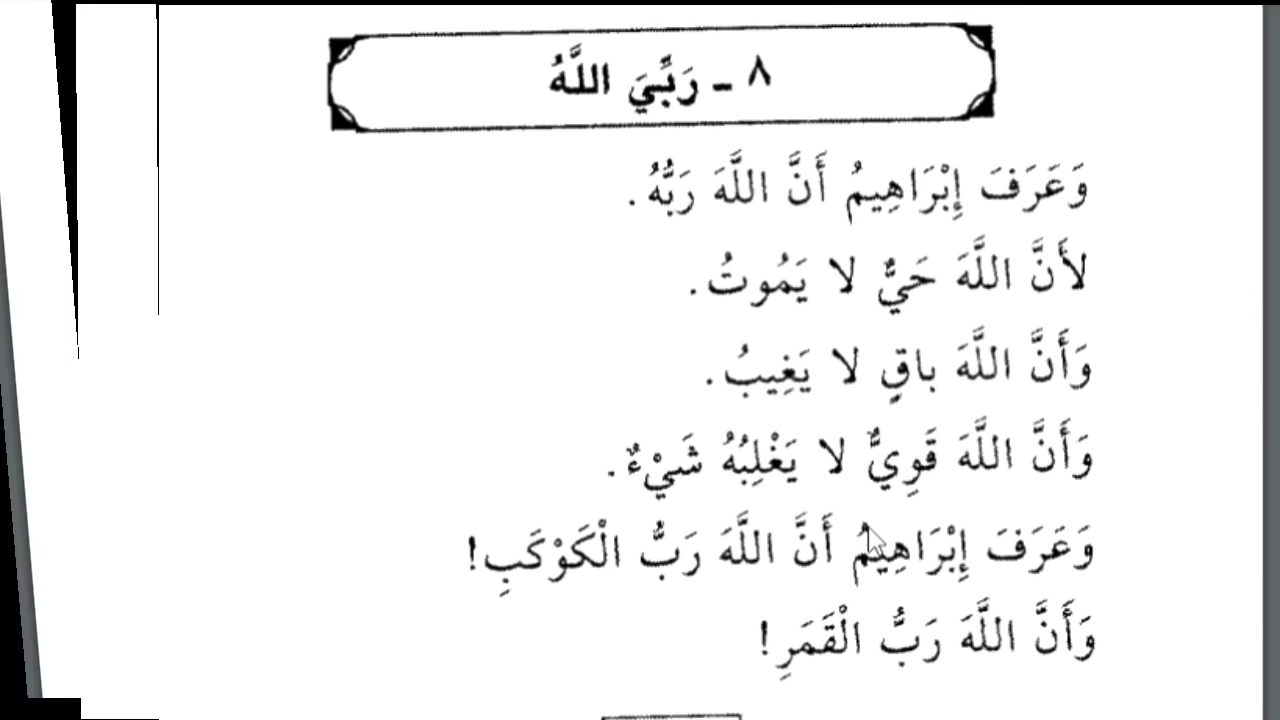 ٨ ـ رَبِّيَ اللَّهُ
وَعَرَفَ إِبْرَاهِيمُ أَنَّ اللَّهَ رَبُّهُ.
لأَنَّ اللَّهَ حَيٌّ لا يَمُوتُ.
وَأَنَّ اللَّهَ باقٍ لا يَغِيبُ.
وَأَنَّ اللَّهَ قَوِيٌّ لا يَغْلِبُهُ شَيْءٌ.
وَعَرَفَ إِبْرَاهِيمُ أَنَّ اللَّهَ رَبُّ الْكَوْكَبِ!
وَأَنَّ اللَّهَ رَبُّ الْقَمَرِ!